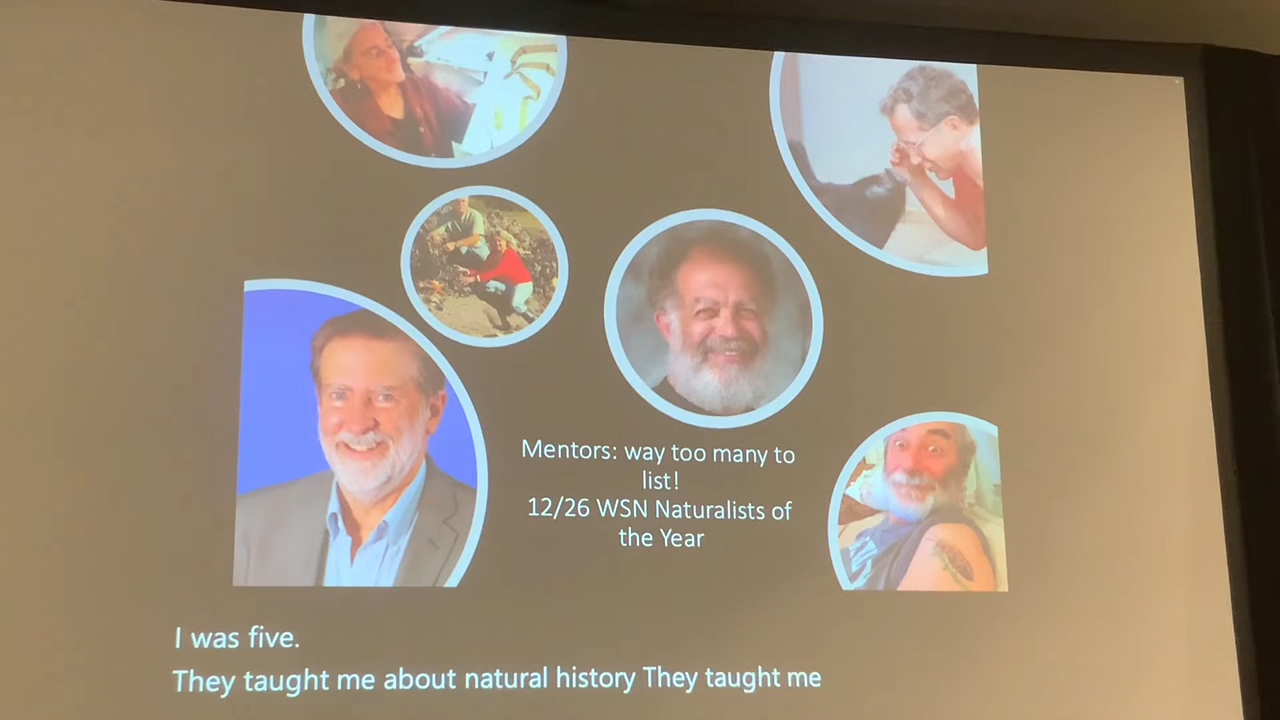 Mentors: way too many to
list!
12/26 WSN Naturalists of
the Year
I was five.
They taught me about natural history They taught me